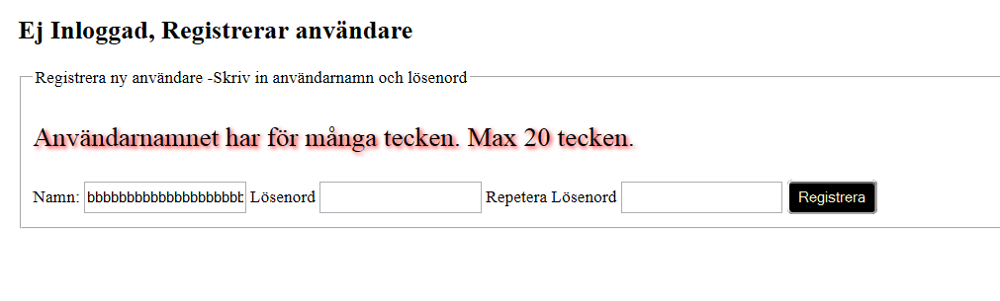 Ej Inloggad, Registrerar användare
Registrera ny användare -Skriv in användarnamn och lösenord
Användarnamnet har för många tecken. Max 20 tecken.
Namn: bbbbbbbbbbbbbbbbbbbb Lösenord Repetera Lösenord Registrera